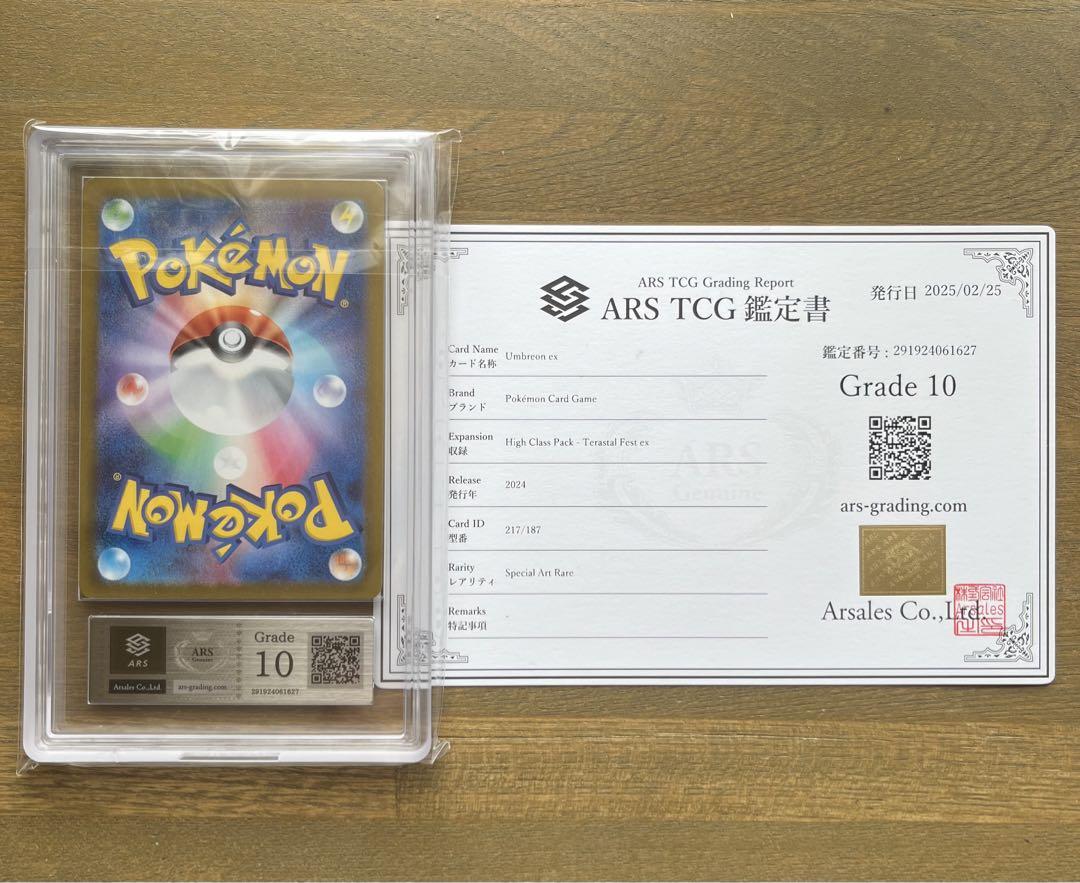 POKéMON
®
POKéMON
®
ARS
Arsales Co.,Ltd.
ARS
Genuine
ars-grading.com
Grade
10
291924061627
ARS TCG Grading Report
ARS TCG 鑑定書
発行日 2025/02/25
鑑定番号 : 291924061627
Grade 10
ars-grading.com
Arsales Co.,Ltd.
Card Name
カード名称
Umbreon ex
Brand
ブランド
Pokémon Card Game
Expansion
収録
High Class Pack - Terastal Fest ex
Release
発行年
2024
Card ID
型番
217/187
Rarity
レアリティ
Special Art Rare
Remarks
特記事項
ARS
Genuine